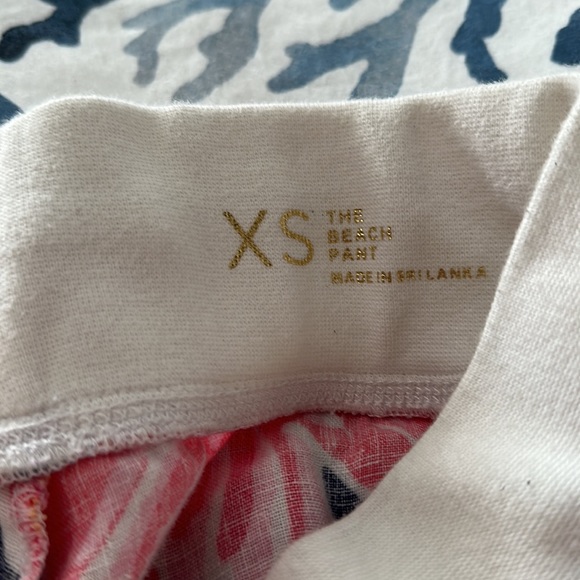 XS
THE
BEACH
PANT
MADE IN SRI LANKA